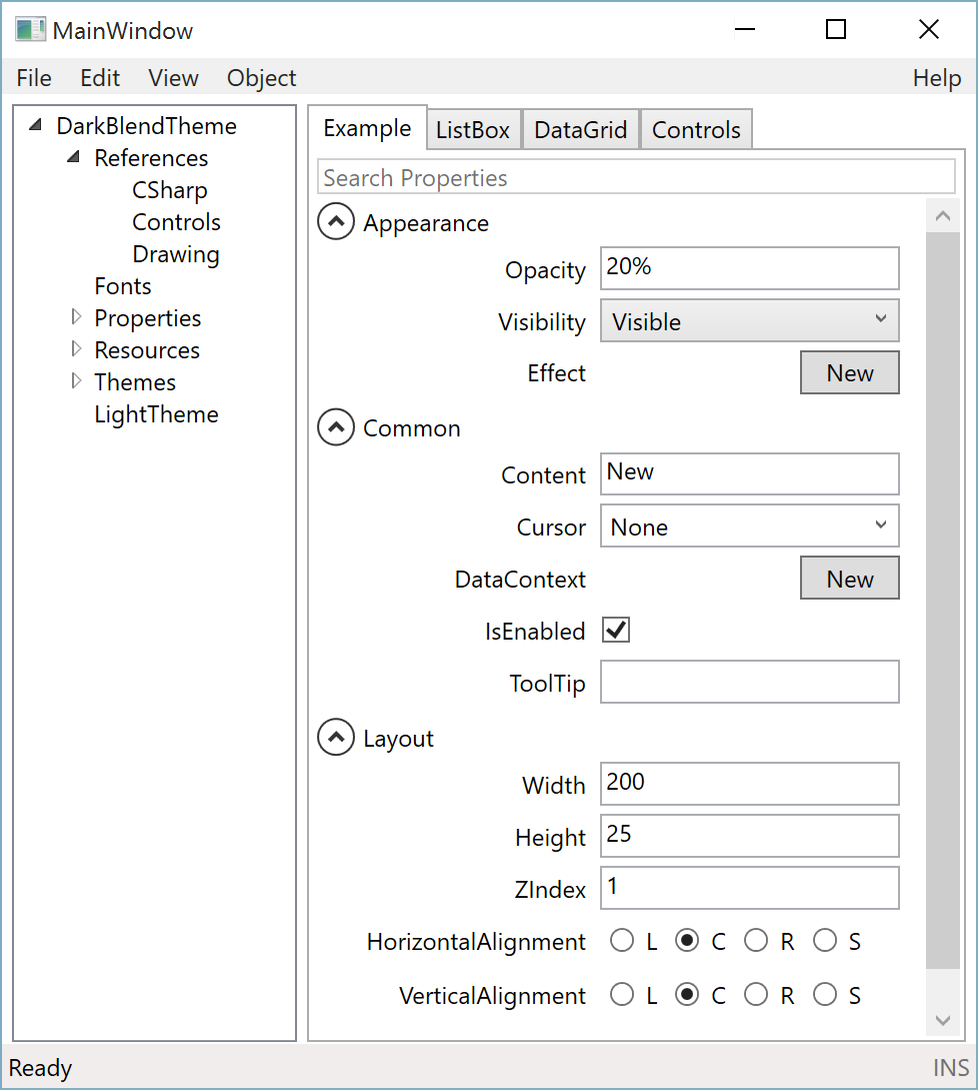 MainWindow
File Edit View Object Help
DarkBlendTheme
References
CSharp
Controls
Drawing
Fonts
Properties
Resources
Themes
LightTheme
Example ListBox DataGrid Controls
Search Properties
Appearance
Opacity 20%
Visibility Visible
Effect New
Common
Content New
Cursor None
DataContext New
IsEnabled
ToolTip
Layout
Width 200
Height 25
ZIndex 1
HorizontalAlignment L C R S
VerticalAlignment L C R S
Ready INS